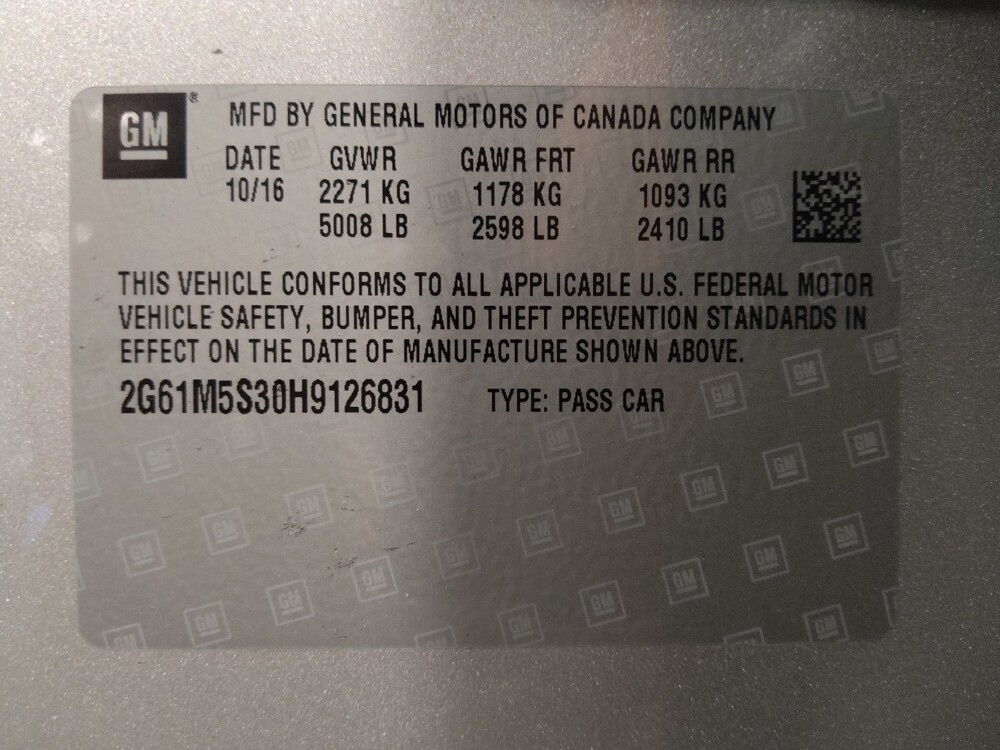 GM ® MFD BY GENERAL MOTORS OF CANADA COMPANY
DATE GVWR GAWR FRT GAWR RR
10/16 2271 KG 1178 KG 1093 KG
5008 LB 2598 LB 2410 LB
THIS VEHICLE CONFORMS TO ALL APPLICABLE U.S. FEDERAL MOTOR
VEHICLE SAFETY, BUMPER, AND THEFT PREVENTION STANDARDS IN
EFFECT ON THE DATE OF MANUFACTURE SHOWN ABOVE.
2G61M5S30H9126831 TYPE: PASS CAR